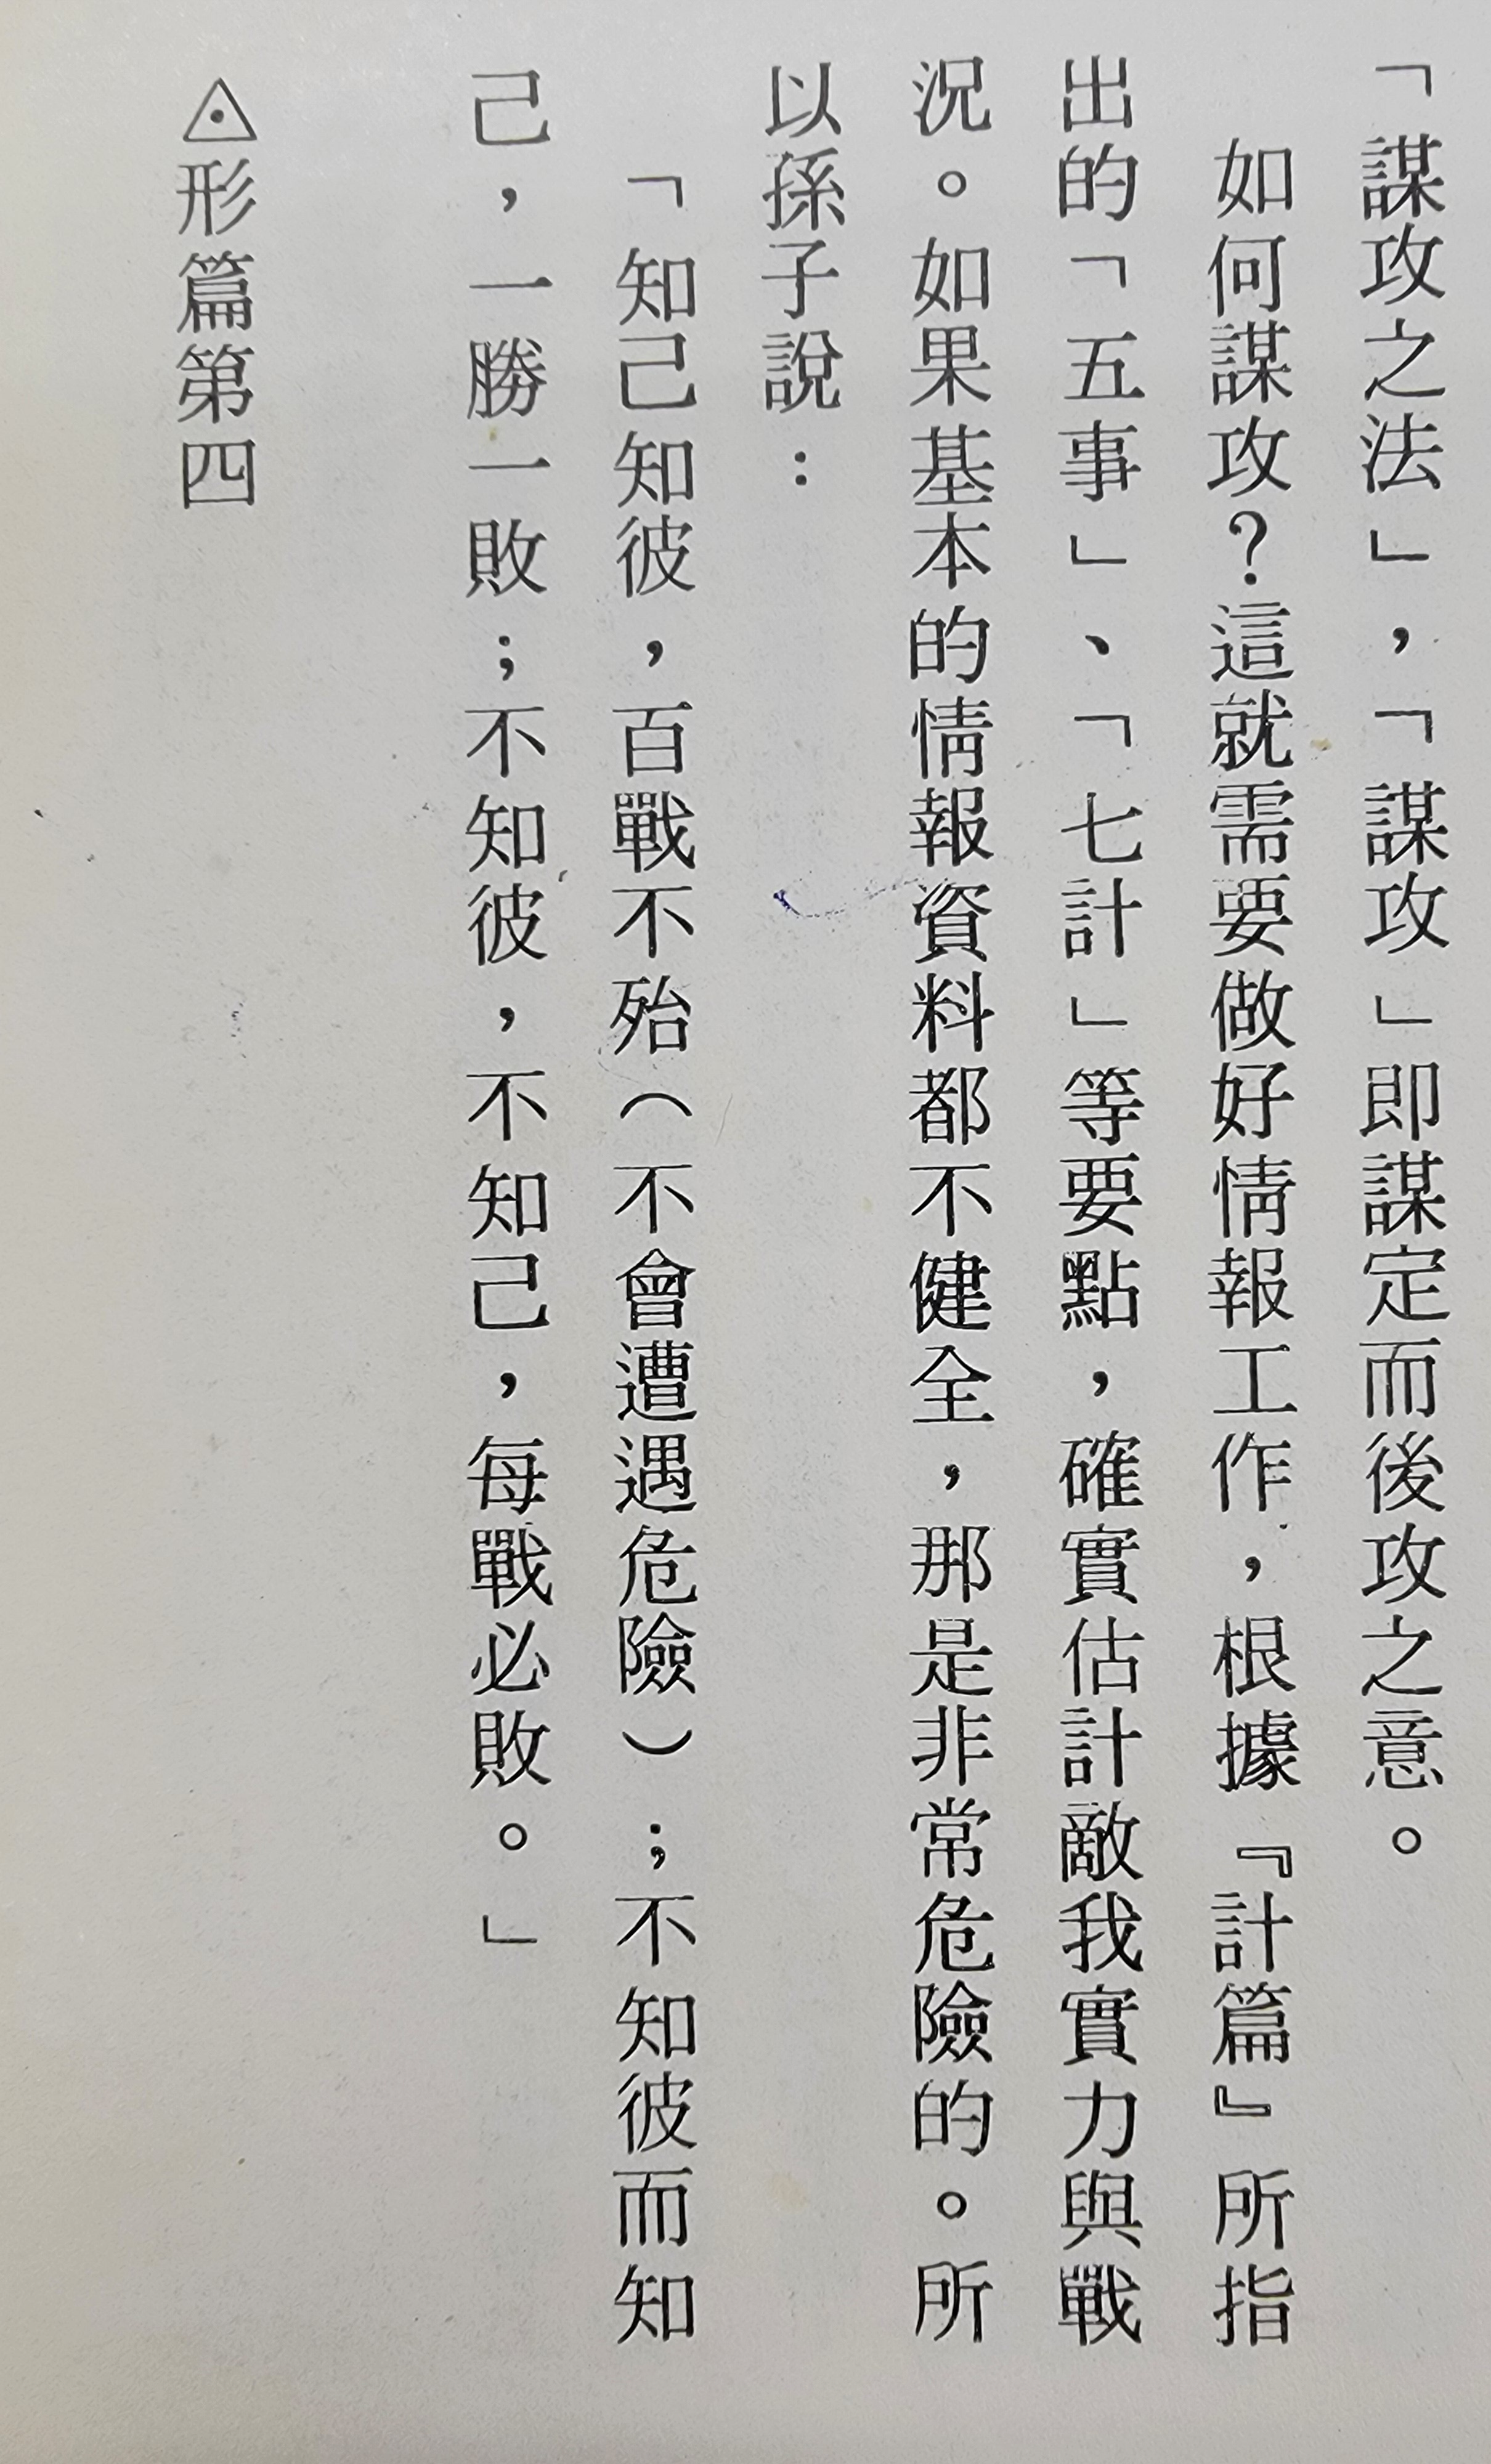 「謀攻之法」，「謀攻」即謀定而後攻之意。
如何謀攻？這就需要做好情報工作，根據『計篇』所指
出的「五事」、「七計」等要點，確實估計敵我實力與戰
況。如果基本的情報資料都不健全，那是非常危險的。所
以孫子說：
「知己知彼，百戰不殆（不會遭遇危險）；不知彼而知
己，一勝一敗；不知彼，不知己，每戰必敗。」
◬形篇第四